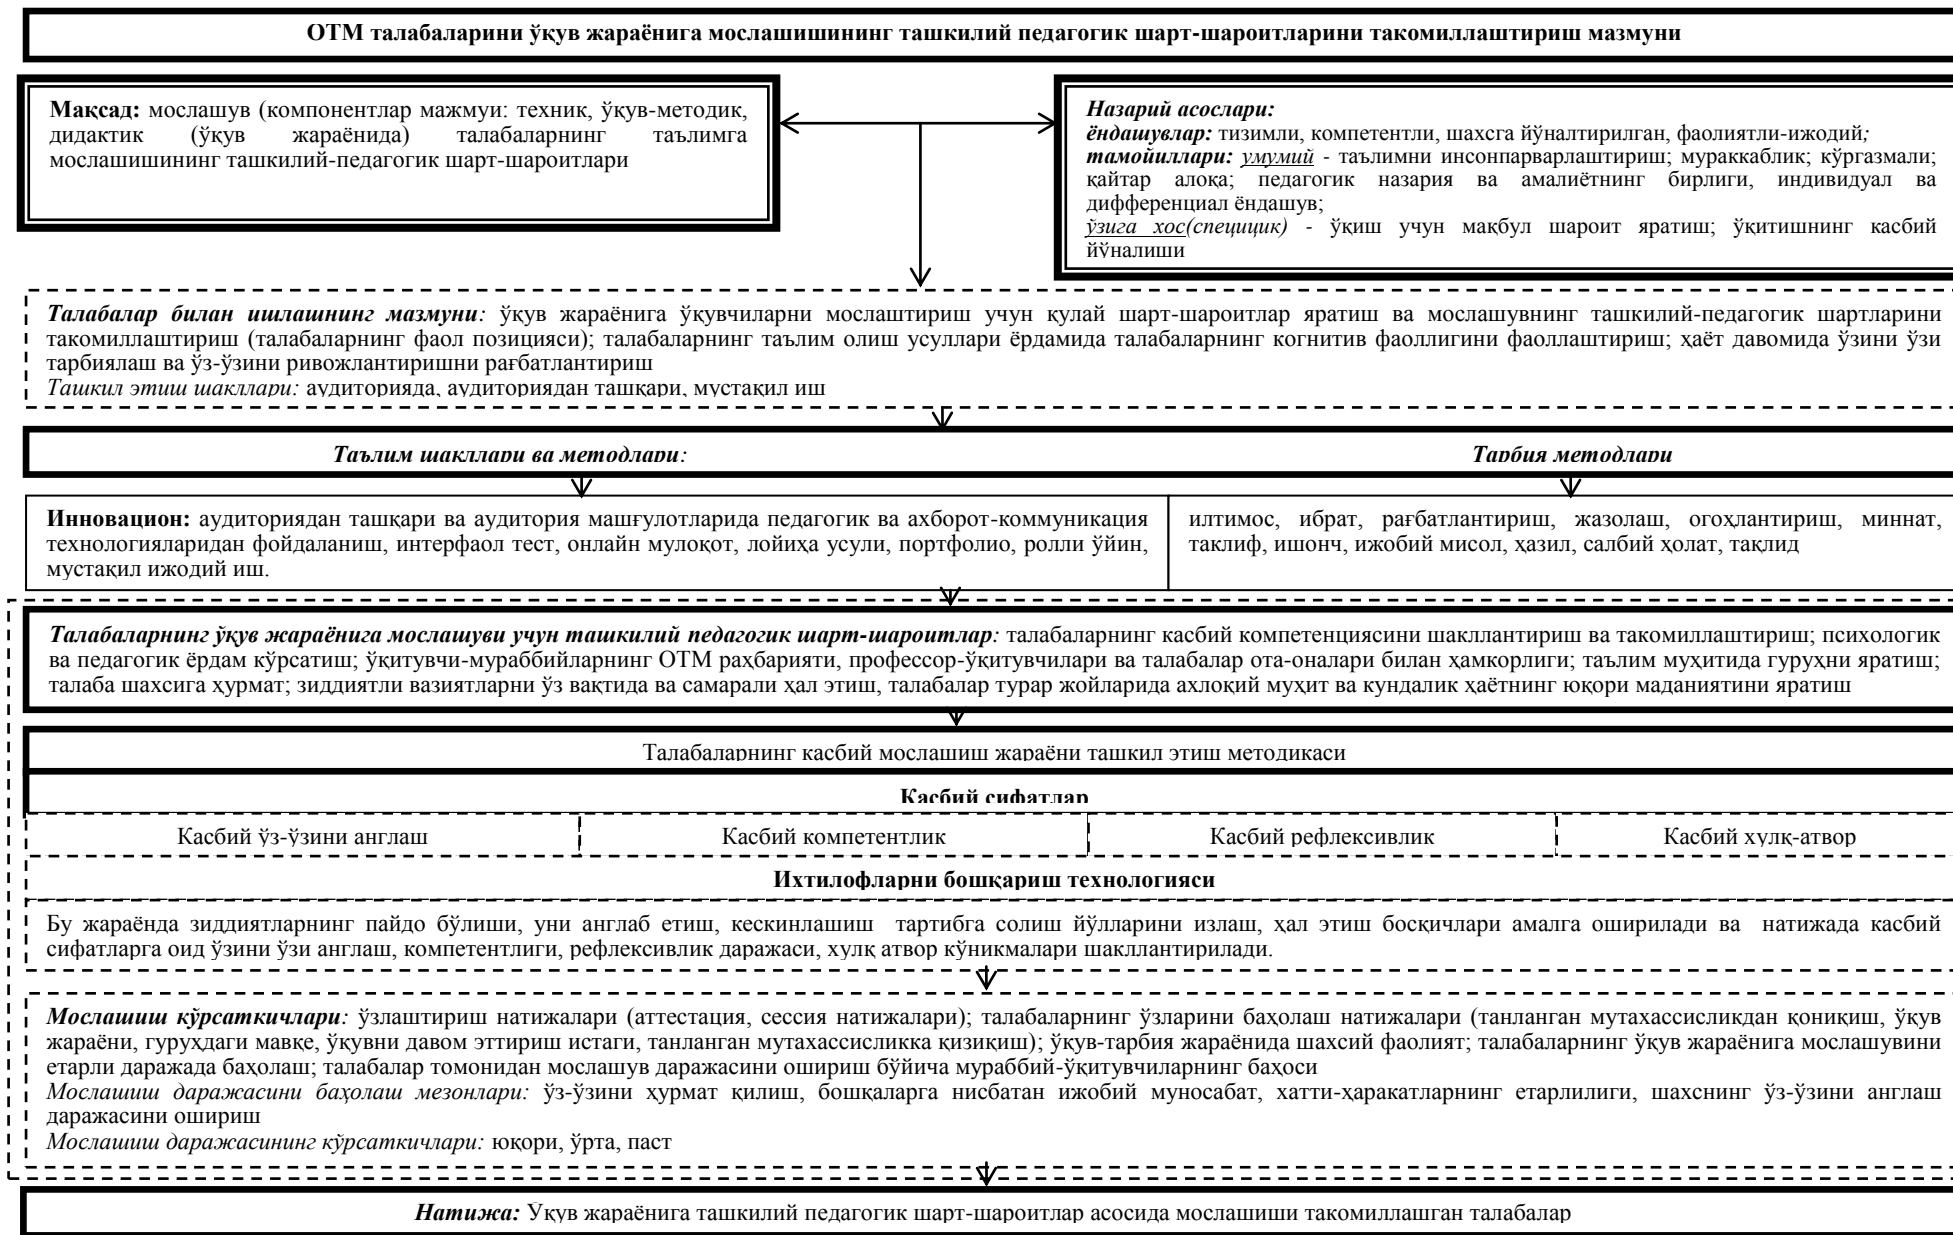 ОТМ талабаларини ўқув жараёнига мослашишининг ташкилий педагогик шарт-шароитларини такомиллаштириш мазмуни
Мақсад: мослашув (компонентлар мажмуи: техник, ўқув-методик,
дидактик (ўқув жараёнида) талабаларнинг таълимга
мослашишининг ташкилий-педагогик шарт-шароитлари
Назарий асослари:
ёндашувлар: тизимли, компетентли, шахсга йўналтирилган, фаолиятли-ижодий;
тамойиллари: умумий - таълимни инсонпарварлаштириш; мураккаблик; кўргазмали;
қайтар алоқа; педагогик назария ва амалиётнинг бирлиги, индивидуал ва
дифференциал ёндашув;
ўзига хос(специцик) - ўқиш учун мақбул шароит яратиш; ўқитишнинг касбий
йўналиши
Талабалар билан ишлашнинг мазмуни: ўқув жараёнига ўқувчиларни мослаштириш учун қулай шарт-шароитлар яратиш ва мослашувнинг ташкилий-педагогик шартларини
такомиллаштириш (талабаларнинг фаол позицияси); талабаларнинг таълим олиш усуллари ёрдамида талабаларнинг когнитив фаоллигини фаоллаштириш; ҳаёт давомида ўзини ўзи
тарбиялаш ва ўз-ўзини ривожлантиришни рағбатлантириш
Ташкил этиш шакллари: аудиторияда, аудиториядан ташқари, мустақил иш
Таълим шакллари ва методлари:
Тарбия методлари
Инновацион: аудиториядан ташқари ва аудитория машғулотларида педагогик ва ахборот-коммуникация
технологияларидан фойдаланиш, интерфаол тест, онлайн мулоқот, лойиҳа усули, портфолио, ролли ўйин,
мустақил ижодий иш.
илтимос, ибрат, рағбатлантириш, жазолаш, огоҳлантириш, миннат,
таклиф, ишонч, ижобий мисол, ҳазил, салбий ҳолат, тақлид
Талабаларнинг ўқув жараёнига мослашуви учун ташкилий педагогик шарт-шароитлар: талабаларнинг касбий компетенциясини шакллантириш ва такомиллаштириш; психологик
ва педагогик ёрдам кўрсатиш; ўқитувчи-мураббийларнинг ОТМ раҳбарияти, профессор-ўқитувчилари ва талабалар ота-оналари билан ҳамкорлиги; таълим муҳитида гуруҳни яратиш;
талаба шахсига ҳурмат; зиддиятли вазиятларни ўз вақтида ва самарали ҳал этиш, талабалар турар жойларида ахлоқий муҳит ва кундалик ҳаётнинг юқори маданиятини яратиш
Талабаларнинг касбий мослашиш жараёни ташкил этиш методикаси
Касбий сифатлар
Касбий ўз-ўзини англаш
Касбий компетентлик
Касбий рефлексивлик
Касбий хулқ-атвор
Ихтилофларни бошқариш технологияси
Бу жараёнда зиддиятларнинг пайдо бўлиши, уни англаб етиш, кескинлашиш тартибга солиш йўлларини излаш, ҳал этиш босқичлари амалга оширилади ва натижада касбий
сифатларга оид ўзини ўзи англаш, компетентлиги, рефлексивлик даражаси, хулқ атвор кўникмалари шакллантирилади.
Мослашиш кўрсаткичлари: ўзлаштириш натижалари (аттестация, сессия натижалари); талабаларнинг ўзларини баҳолаш натижалари (танланган мутахассисликдан қониқиш, ўқув
жараёни, гуруҳдаги мавқе, ўқувни давом эттириш истаги, танланган мутахассисликка қизиқиш); ўқув-тарбия жараёнида шахсий фаолият; талабаларнинг ўқув жараёнига мослашувини
етарли даражада баҳолаш; талабалар томонидан мослашув даражасини ошириш бўйича мураббий-ўқитувчиларнинг баҳоси
Мослашиш даражасини баҳолаш мезонлари: ўз-ўзини ҳурмат қилиш, бошқаларга нисбатан ижобий муносабат, хатти-ҳаракатларнинг етарлилиги, шахснинг ўз-ўзини англаш
даражасини ошириш
Мослашиш даражасининг кўрсаткичлари: юқори, ўрта, паст
Натижа: Ўқув жараёнига ташкилий педагогик шарт-шароитлар асосида мослашиши такомиллашган талабалар